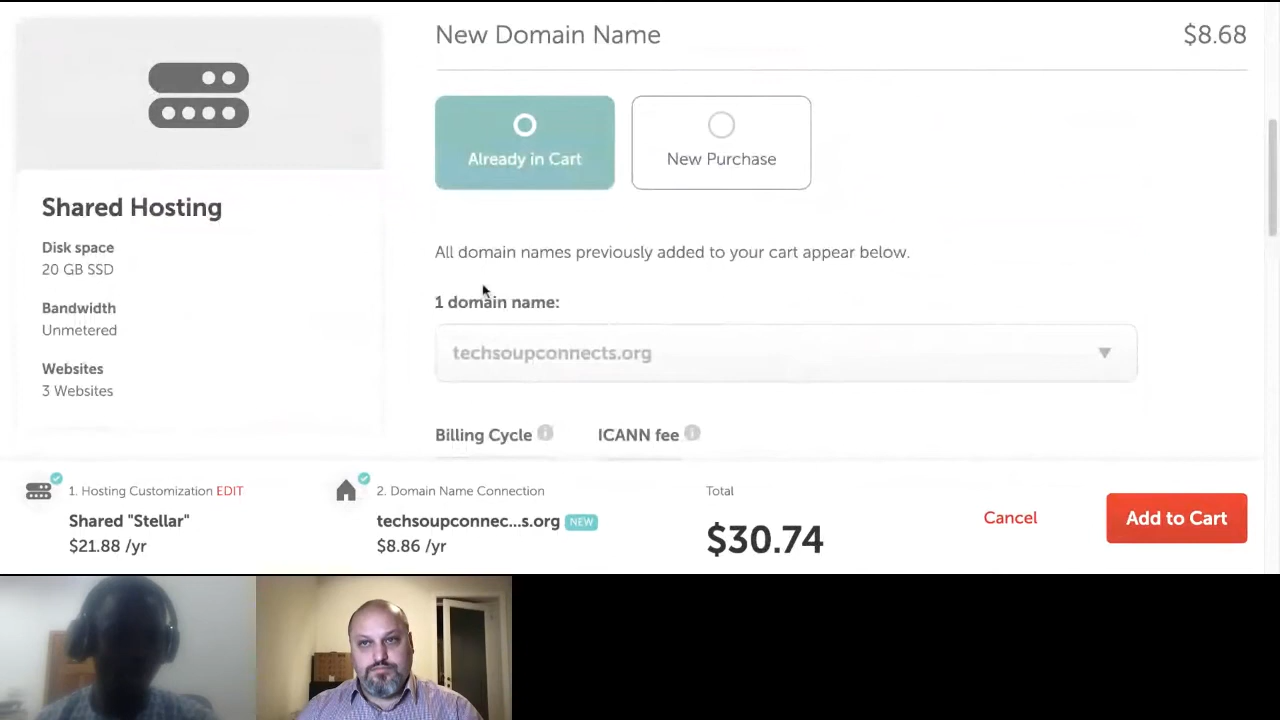 New Domain Name
$8.68
Already in Cart
New Purchase
Shared Hosting
Disk space
20 GB SSD
Bandwidth
Unmetered
Websites
3 Websites
All domain names previously added to your cart appear below.
1 domain name:
techsoupconnects.org
Billing Cycle
ICANN fee
1. Hosting Customization EDIT
Shared "Stellar"
$21.88 /yr
2. Domain Name Connection
techsoupconnec...s.org NEW
$8.86 /yr
Total
$30.74
Cancel
Add to Cart